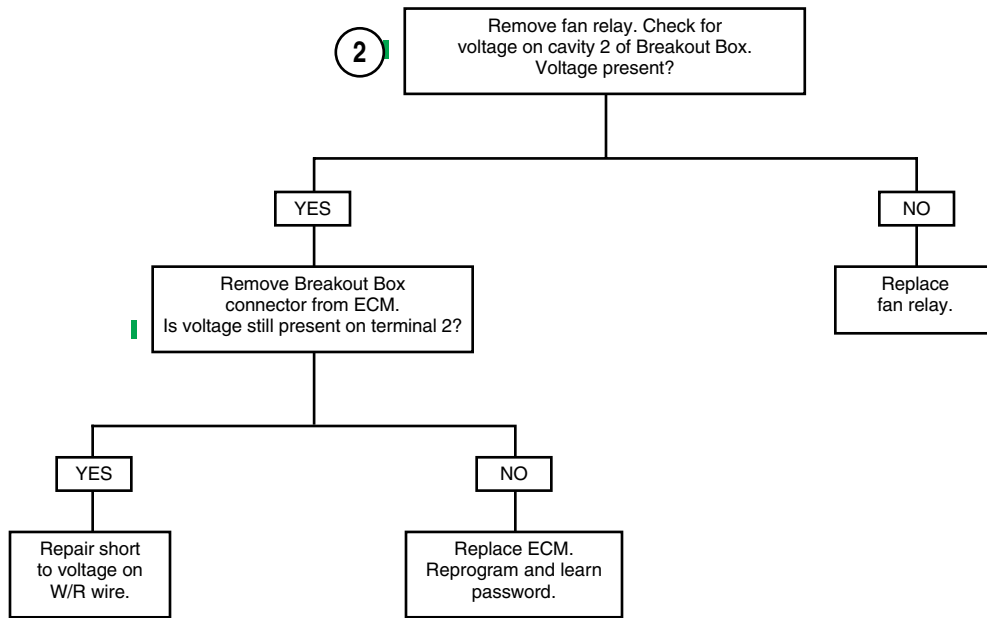 2
Remove fan relay. Check for
voltage on cavity 2 of Breakout Box.
Voltage present?
YES
NO
Remove Breakout Box
connector from ECM.
Is voltage still present on terminal 2?
Replace
fan relay.
YES
NO
Repair short
to voltage on
W/R wire.
Replace ECM.
Reprogram and learn
password.